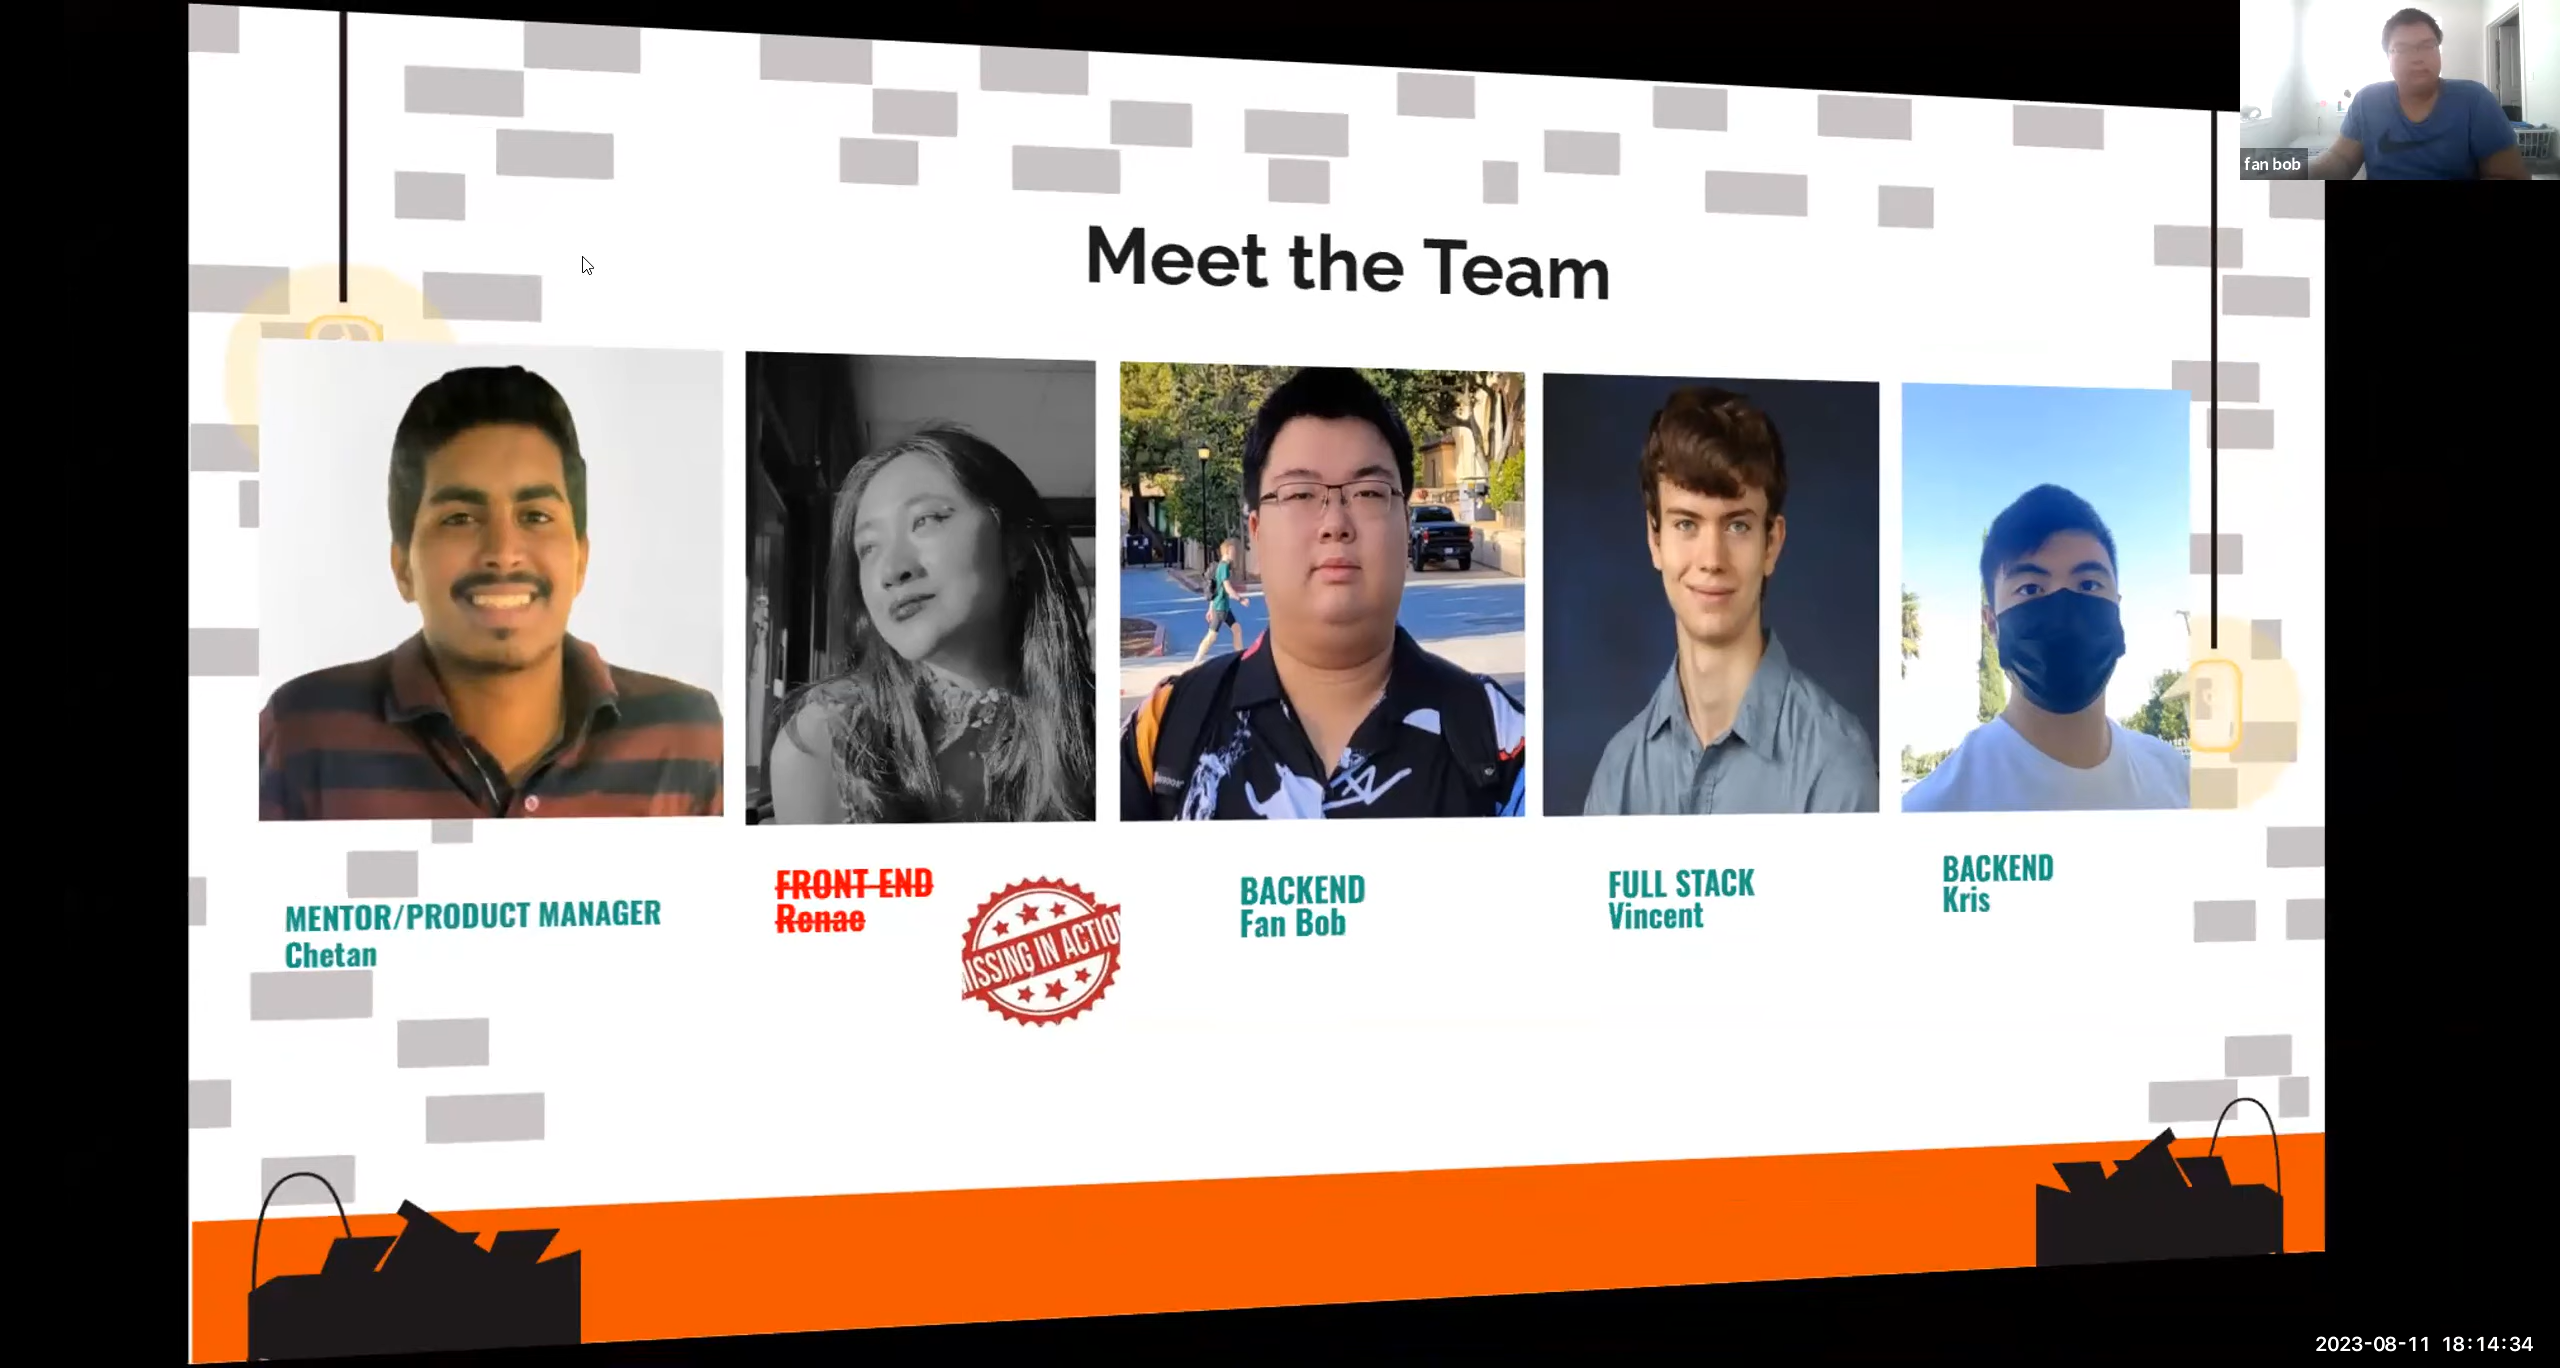 fan bob
Meet the Team
MENTOR/PRODUCT MANAGER
Chetan
FRONT END
Renae
MISSING IN ACTION
BACKEND
Fan Bob
FULL STACK
Vincent
BACKEND
Kris
2023-08-11 18:14:34